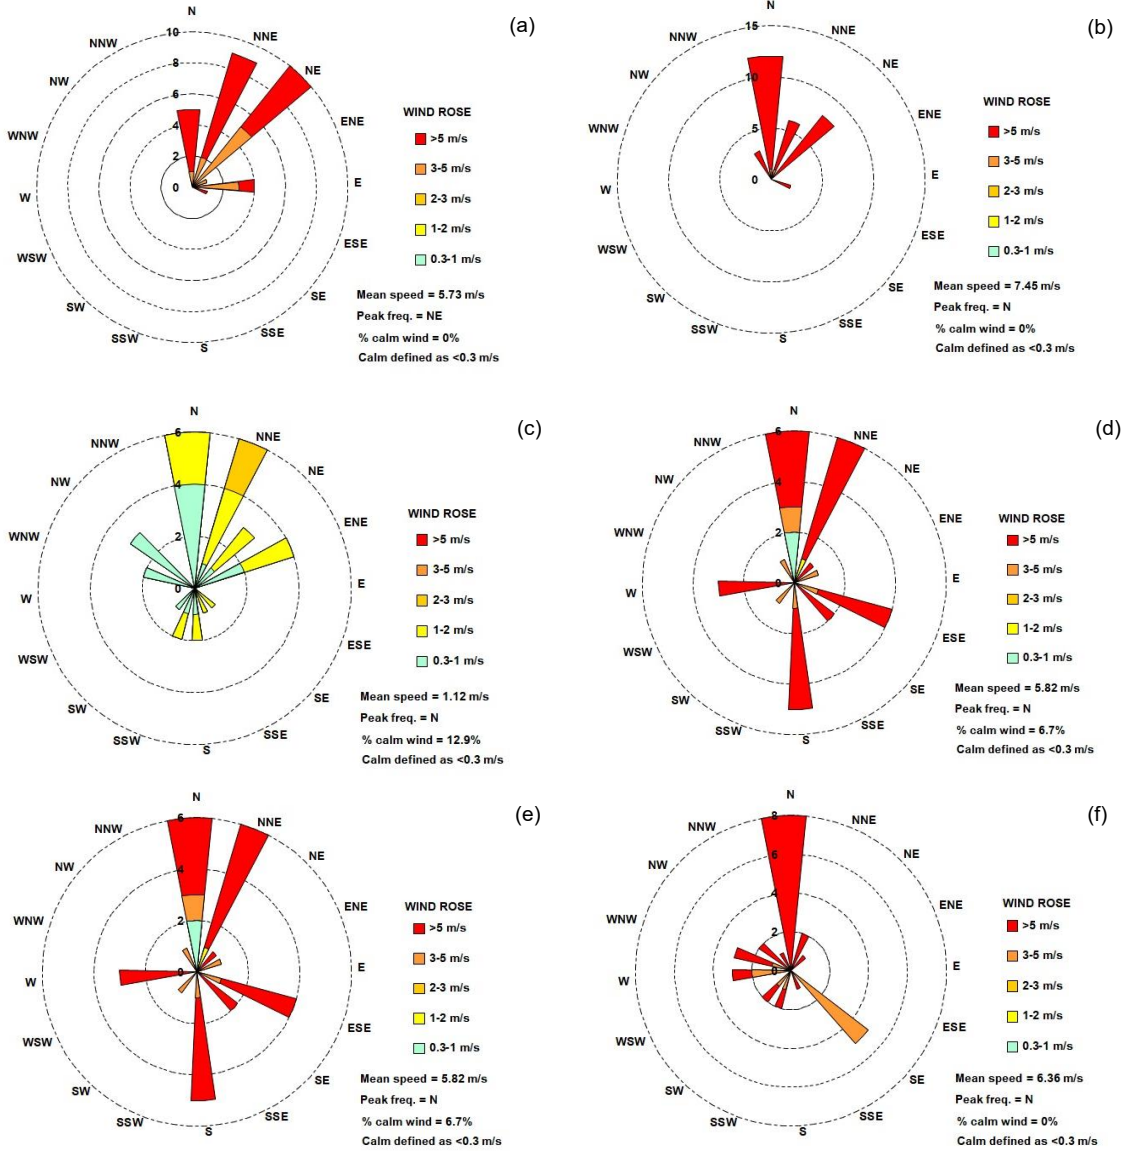 (a)
N
NNE
NE
ENE
E
ESE
SE
SSE
S
SSW
SW
WSW
W
WNW
NW
NNW
10
8
6
4
2
0
WIND ROSE
>5 m/s
3-5 m/s
2-3 m/s
1-2 m/s
0.3-1 m/s
Mean speed = 5.73 m/s
Peak freq. = NE
% calm wind = 0%
Calm defined as <0.3 m/s
(b)
N
NNE
NE
ENE
E
ESE
SE
SSE
S
SSW
SW
WSW
W
WNW
NW
NNW
15
10
5
0
WIND ROSE
>5 m/s
3-5 m/s
2-3 m/s
1-2 m/s
0.3-1 m/s
Mean speed = 7.45 m/s
Peak freq. = N
% calm wind = 0%
Calm defined as <0.3 m/s
(c)
N
NNE
NE
ENE
E
ESE
SE
SSE
S
SSW
SW
WSW
W
WNW
NW
NNW
6
4
2
0
WIND ROSE
>5 m/s
3-5 m/s
2-3 m/s
1-2 m/s
0.3-1 m/s
Mean speed = 1.12 m/s
Peak freq. = N
% calm wind = 12.9%
Calm defined as <0.3 m/s
(d)
N
NNE
NE
ENE
E
ESE
SE
SSE
S
SSW
SW
WSW
W
WNW
NW
NNW
6
4
2
0
WIND ROSE
>5 m/s
3-5 m/s
2-3 m/s
1-2 m/s
0.3-1 m/s
Mean speed = 5.82 m/s
Peak freq. = N
% calm wind = 6.7%
Calm defined as <0.3 m/s
(e)
N
NNE
NE
ENE
E
ESE
SE
SSE
S
SSW
SW
WSW
W
WNW
NW
NNW
6
4
2
0
WIND ROSE
>5 m/s
3-5 m/s
2-3 m/s
1-2 m/s
0.3-1 m/s
Mean speed = 5.82 m/s
Peak freq. = N
% calm wind = 6.7%
Calm defined as <0.3 m/s
(f)
N
NNE
NE
ENE
E
ESE
SE
SSE
S
SSW
SW
WSW
W
WNW
NW
NNW
8
6
4
2
0
WIND ROSE
>5 m/s
3-5 m/s
2-3 m/s
1-2 m/s
0.3-1 m/s
Mean speed = 6.36 m/s
Peak freq. = N
% calm wind = 0%
Calm defined as <0.3 m/s